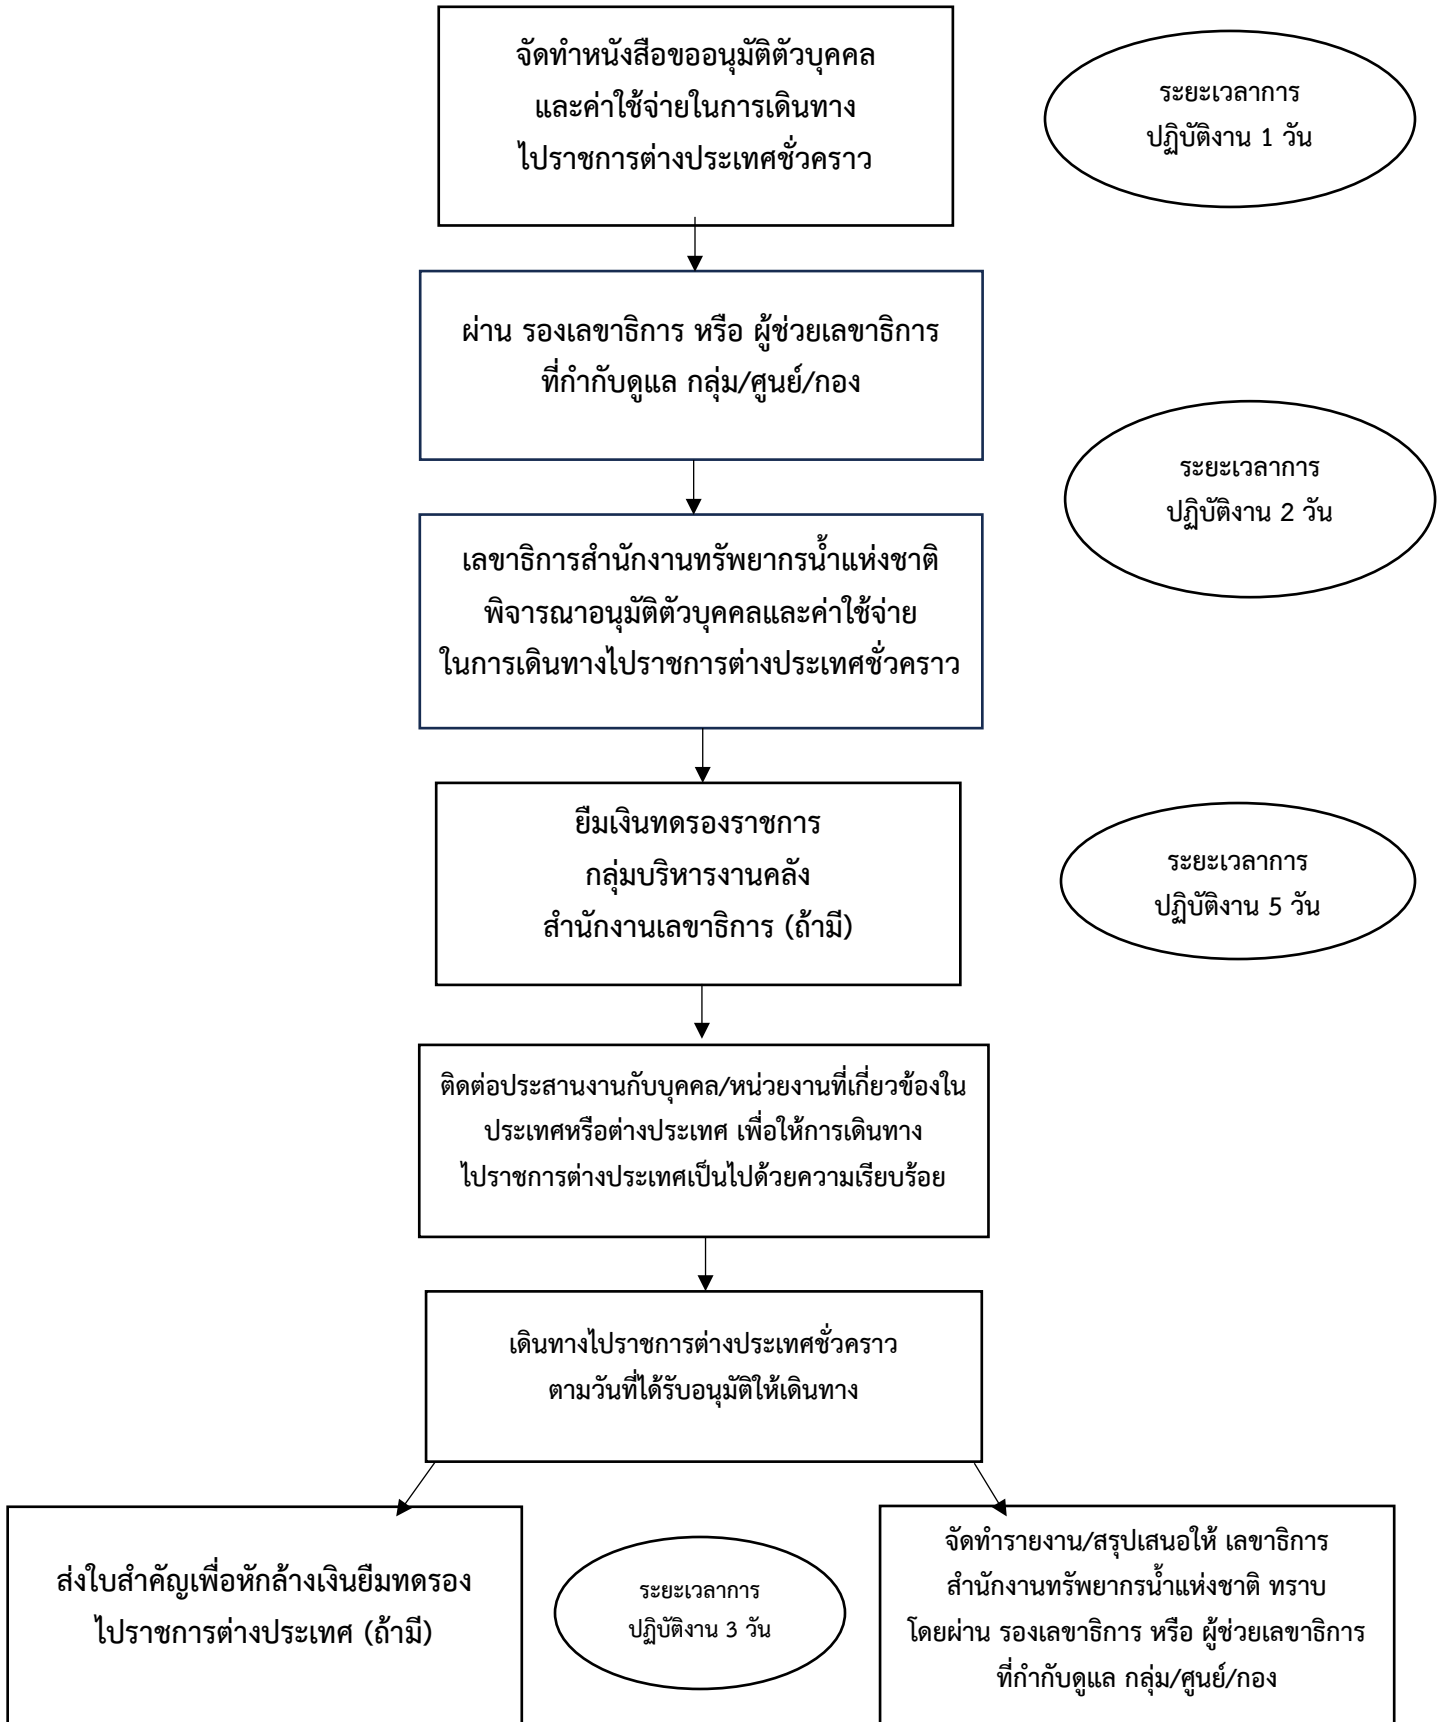 จัดทำหนังสือขออนุมัติตัวบุคคล
และค่าใช้จ่ายในการเดินทาง
ไปราชการต่างประเทศชั่วคราว
ระยะเวลาการ
ปฏิบัติงาน 1 วัน
ผ่าน รองเลขาธิการ หรือ ผู้ช่วยเลขาธิการ
ที่กำกับดูแล กลุ่ม/ศูนย์/กอง
ระยะเวลาการ
ปฏิบัติงาน 2 วัน
เลขาธิการสำนักงานทรัพยากรน้ำแห่งชาติ
พิจารณาอนุมัติตัวบุคคลและค่าใช้จ่าย
ในการเดินทางไปราชการต่างประเทศชั่วคราว
ยืมเงินทดรองราชการ
กลุ่มบริหารงานคลัง
สำนักงานเลขาธิการ (ถ้ามี)
ระยะเวลาการ
ปฏิบัติงาน 5 วัน
ติดต่อประสานงานกับบุคคล/หน่วยงานที่เกี่ยวข้องใน
ประเทศหรือต่างประเทศ เพื่อให้การเดินทาง
ไปราชการต่างประเทศเป็นไปด้วยความเรียบร้อย
เดินทางไปราชการต่างประเทศชั่วคราว
ตามวันที่ได้รับอนุมัติให้เดินทาง
ส่งใบสำคัญเพื่อหักล้างเงินยืมทดรอง
ไปราชการต่างประเทศ (ถ้ามี)
ระยะเวลาการ
ปฏิบัติงาน 3 วัน
จัดทำรายงาน/สรุปเสนอให้ เลขาธิการ
สำนักงานทรัพยากรน้ำแห่งชาติ ทราบ
โดยผ่าน รองเลขาธิการ หรือ ผู้ช่วยเลขาธิการ
ที่กำกับดูแล กลุ่ม/ศูนย์/กอง